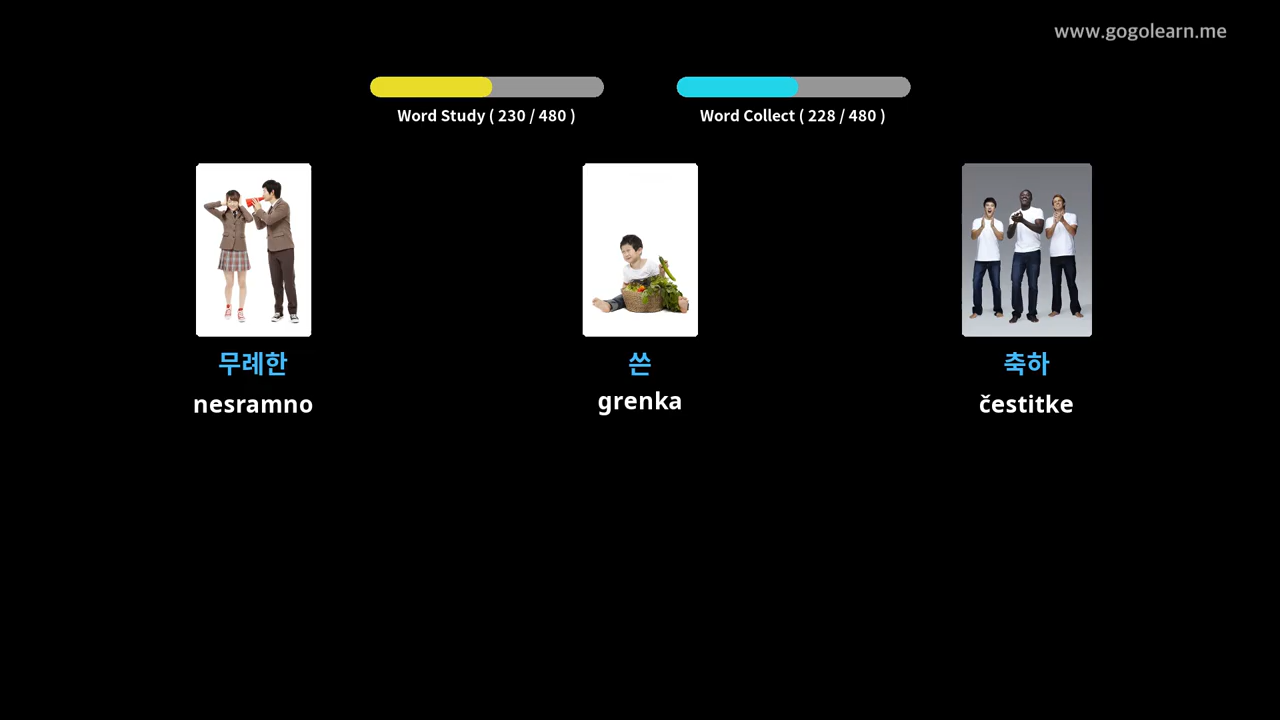 www.gogolearn.me
Word Study ( 230 / 480 )
Word Collect ( 228 / 480 )
무례한
쓴
축하
nesramno
grenka
čestitke